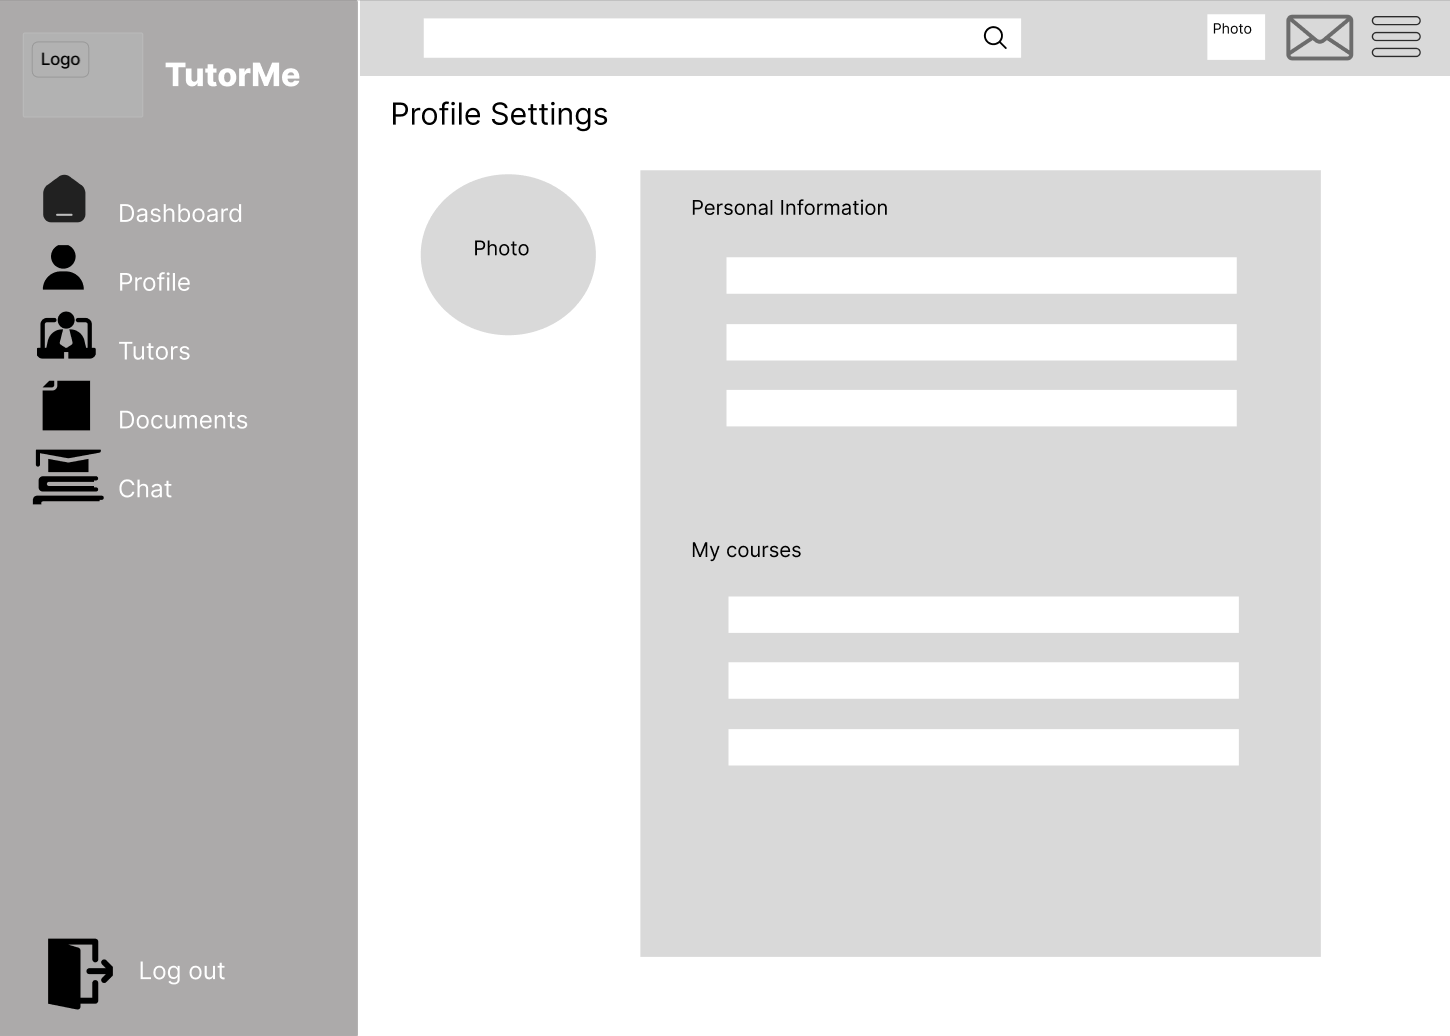 Logo
TutorMe
Dashboard
Profile
Tutors
Documents
Chat
Log out
Photo
Profile Settings
Photo
Personal Information
My courses